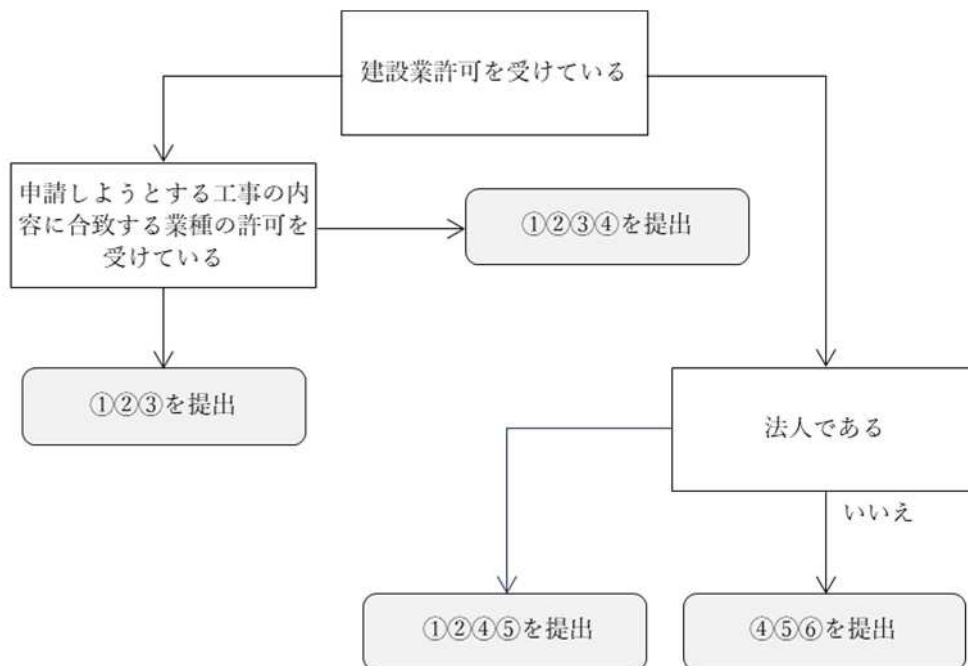 建設業許可を受けている
申請しようとする工事の内
容に合致する業種の許可を
受けている
①②③④を提出
①②③を提出
法人である
いいえ
①②④⑤を提出
④⑤⑥を提出